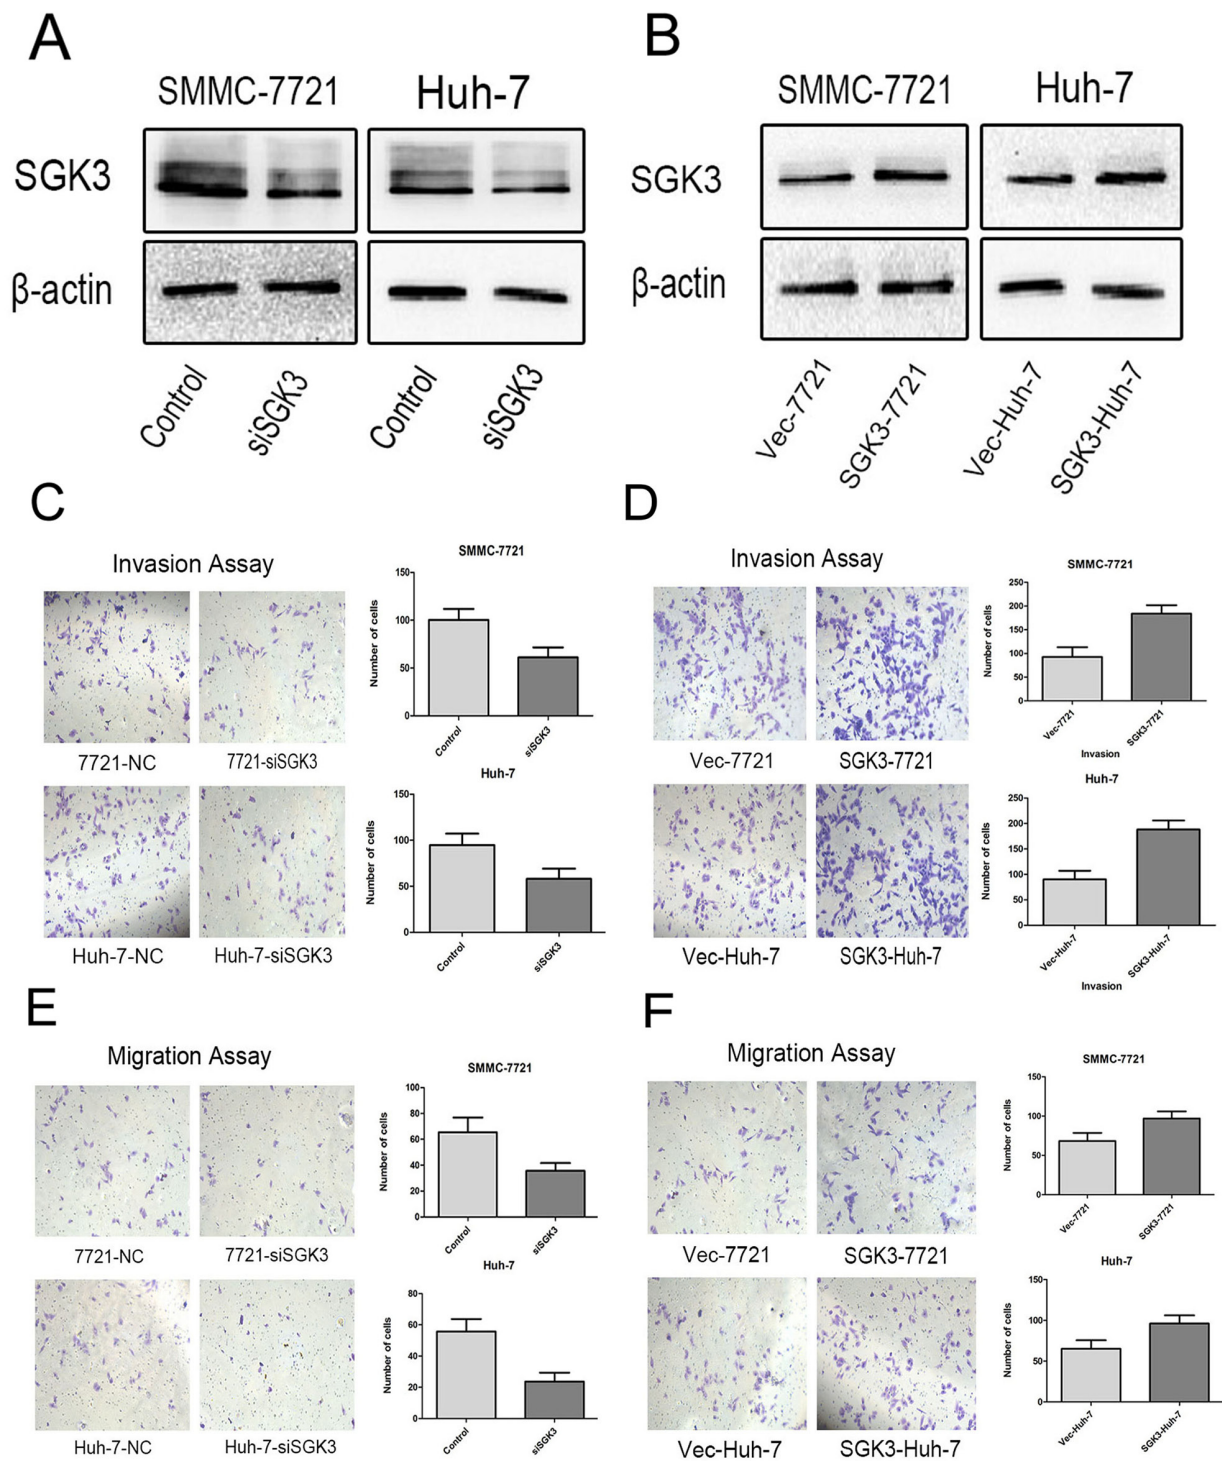 A
SMMC-7721 Huh-7
SGK3
β-actin
Control siSGK3 Control siSGK3
B
SMMC-7721 Huh-7
SGK3
β-actin
Vec-7721 SGK3-7721 Vec-Huh-7 SGK3-Huh-7
C
Invasion Assay
7721-NC 7721-siSGK3
Huh-7-NC Huh-7-siSGK3
SMMC-7721
Number of cells
150
100
50
0
Control siSGK3
Huh-7
Number of cells
150
100
50
0
Control siSGK3
D
Invasion Assay
Vec-7721 SGK3-7721
Vec-Huh-7 SGK3-Huh-7
SMMC-7721
Number of cells
250
200
150
100
50
0
Vec-7721 SGK3-7721
Invasion
Huh-7
Number of cells
250
200
150
100
50
0
Vec-Huh-7 SGK3-Huh-7
Invasion
E
Migration Assay
7721-NC 7721-siSGK3
Huh-7-NC Huh-7-siSGK3
SMMC-7721
Number of cells
100
80
60
40
20
0
Control siSGK3
Huh-7
Number of cells
80
60
40
20
0
Control siSGK3
F
Migration Assay
Vec-7721 SGK3-7721
Vec-Huh-7 SGK3-Huh-7
SMMC-7721
Number of cells
150
100
50
0
Vec-7721 SGK3-7721
Huh-7
Number of cells
150
100
50
0
Vec-Huh-7 SGK3-Huh-7